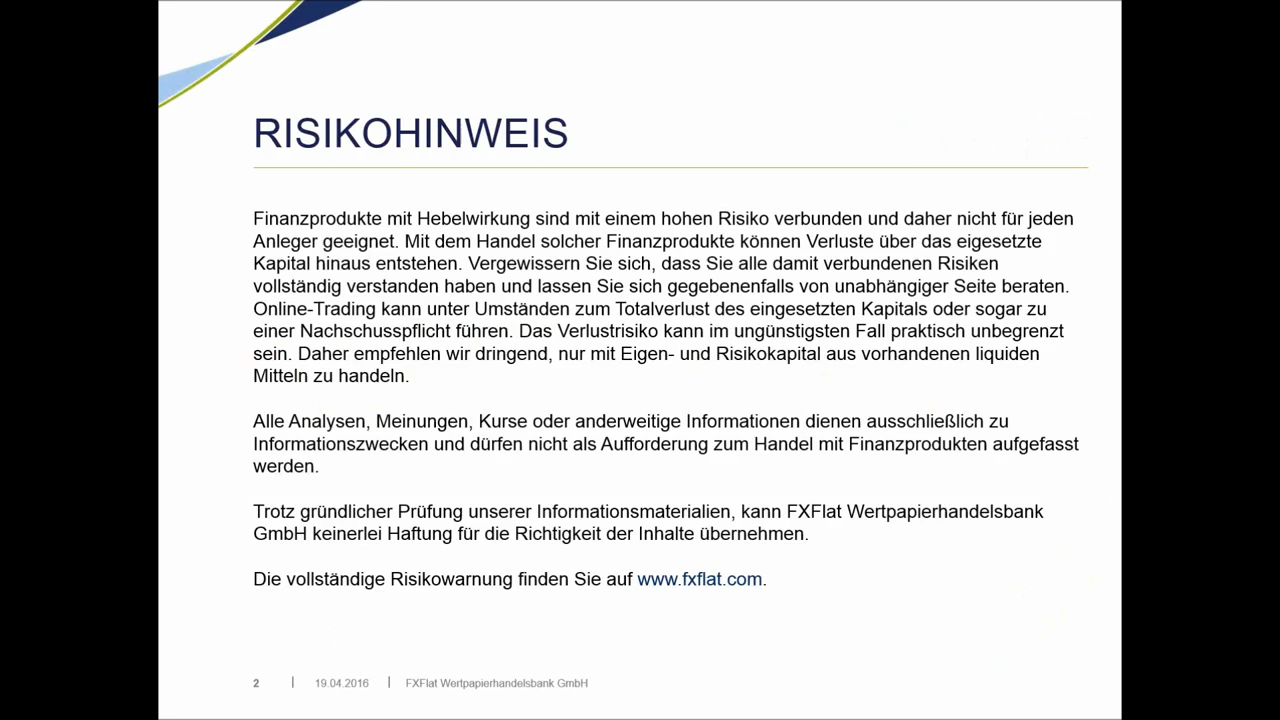 RISIKOHINWEIS
Finanzprodukte mit Hebelwirkung sind mit einem hohen Risiko verbunden und daher nicht für jeden
Anleger geeignet. Mit dem Handel solcher Finanzprodukte können Verluste über das eigesetzte
Kapital hinaus entstehen. Vergewissern Sie sich, dass Sie alle damit verbundenen Risiken
vollständig verstanden haben und lassen Sie sich gegebenenfalls von unabhängiger Seite beraten.
Online-Trading kann unter Umständen zum Totalverlust des eingesetzten Kapitals oder sogar zu
einer Nachschusspflicht führen. Das Verlustrisiko kann im ungünstigsten Fall praktisch unbegrenzt
sein. Daher empfehlen wir dringend, nur mit Eigen- und Risikokapital aus vorhandenen liquiden
Mitteln zu handeln.
Alle Analysen, Meinungen, Kurse oder anderweitige Informationen dienen ausschließlich zu
Informationszwecken und dürfen nicht als Aufforderung zum Handel mit Finanzprodukten aufgefasst
werden.
Trotz gründlicher Prüfung unserer Informationsmaterialien, kann FXFlat Wertpapierhandelsbank
GmbH keinerlei Haftung für die Richtigkeit der Inhalte übernehmen.
Die vollständige Risikowarnung finden Sie auf www.fxflat.com.
2 | 19.04.2016 | FXFlat Wertpapierhandelsbank GmbH